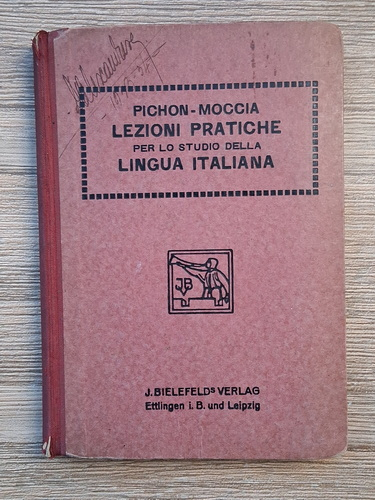 PICHON-MOCCIA
LEZIONI PRATICHE
PER LO STUDIO DELLA
LINGUA ITALIANA
JB
V
J. BIELEFELDS VERLAG
Ettlingen i. B. und Leipzig